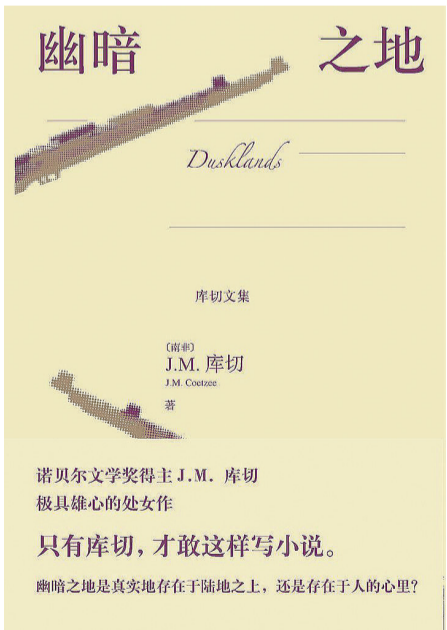 幽暗之地
Dusklands
库切文集
〔南非〕
J.M. 库切
J.M. Coetzee
著
诺贝尔文学奖得主 J.M. 库切
极具雄心的处女作
只有库切，才敢这样写小说。
幽暗之地是真实地存在于陆地之上，还是存在于人的心里？